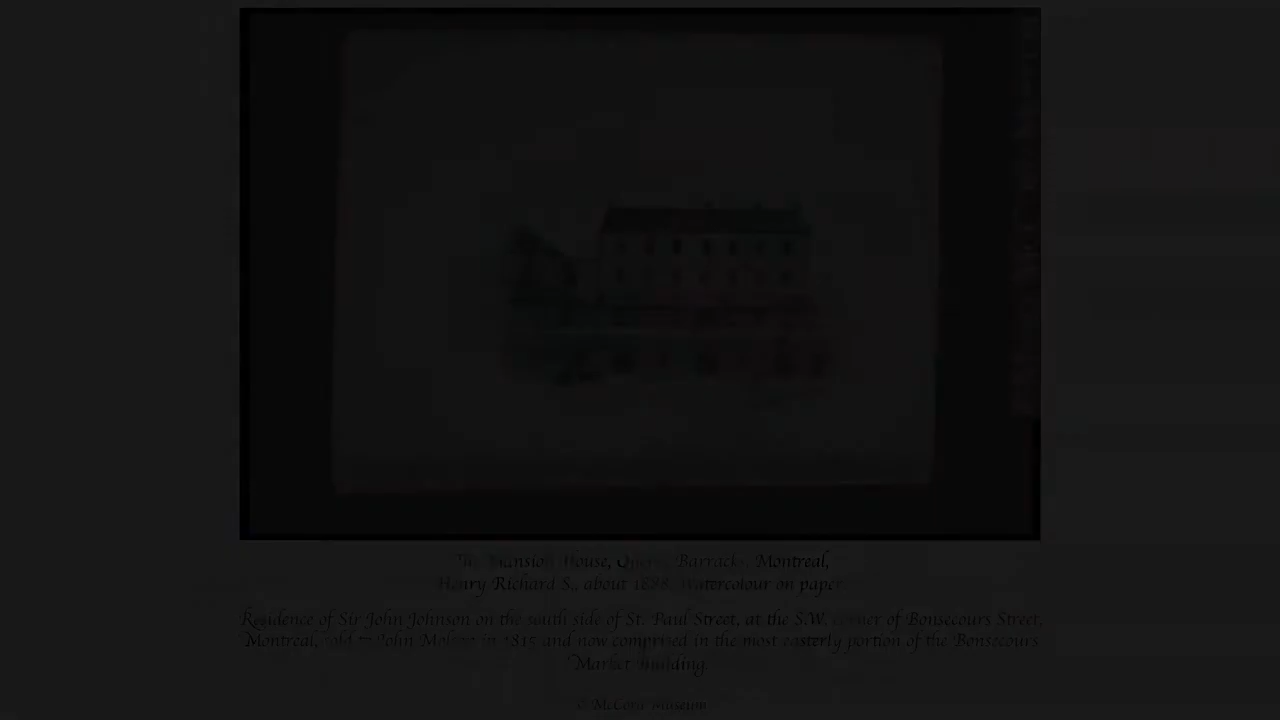 The Mansion House, Barracks, Montreal,
Henry Richard S., about 1898, Watercolour on paper
Residence of Sir John Johnson on the south side of St. Paul Street, at the S.W. corner of Bonsecours Street,
Montreal, sold to John Molson in 1815 and now comprised in the most easterly portion of the Bonsecours
Market Building.
© McCord Museum